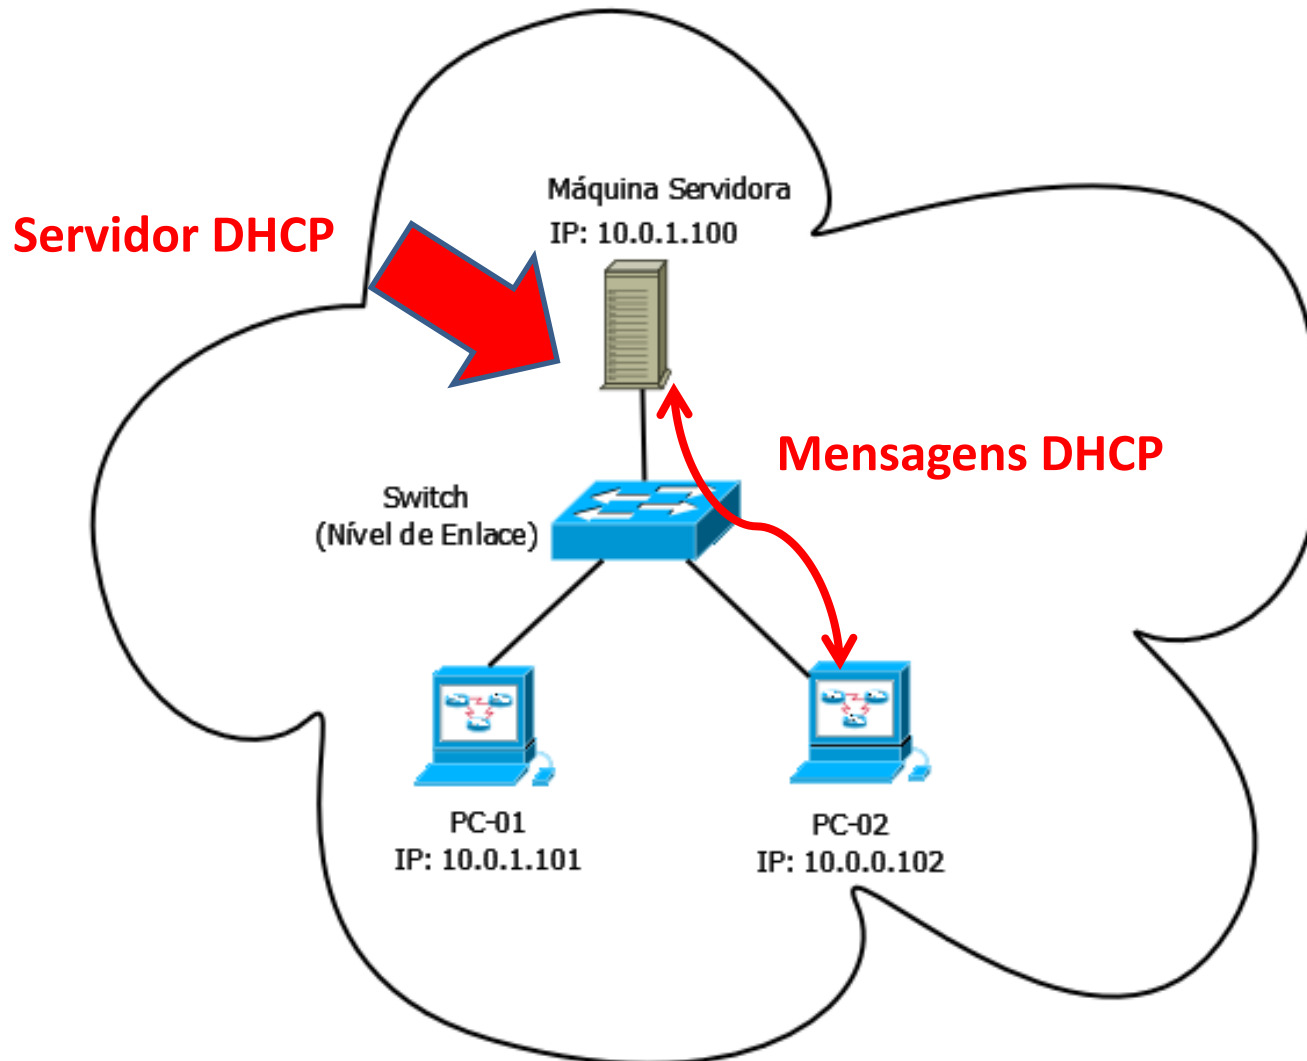 Máquina Servidora
IP: 10.0.1.100
Servidor DHCP
Mensagens DHCP
Switch
(Nível de Enlace)
PC-01
IP: 10.0.1.101
PC-02
IP: 10.0.0.102